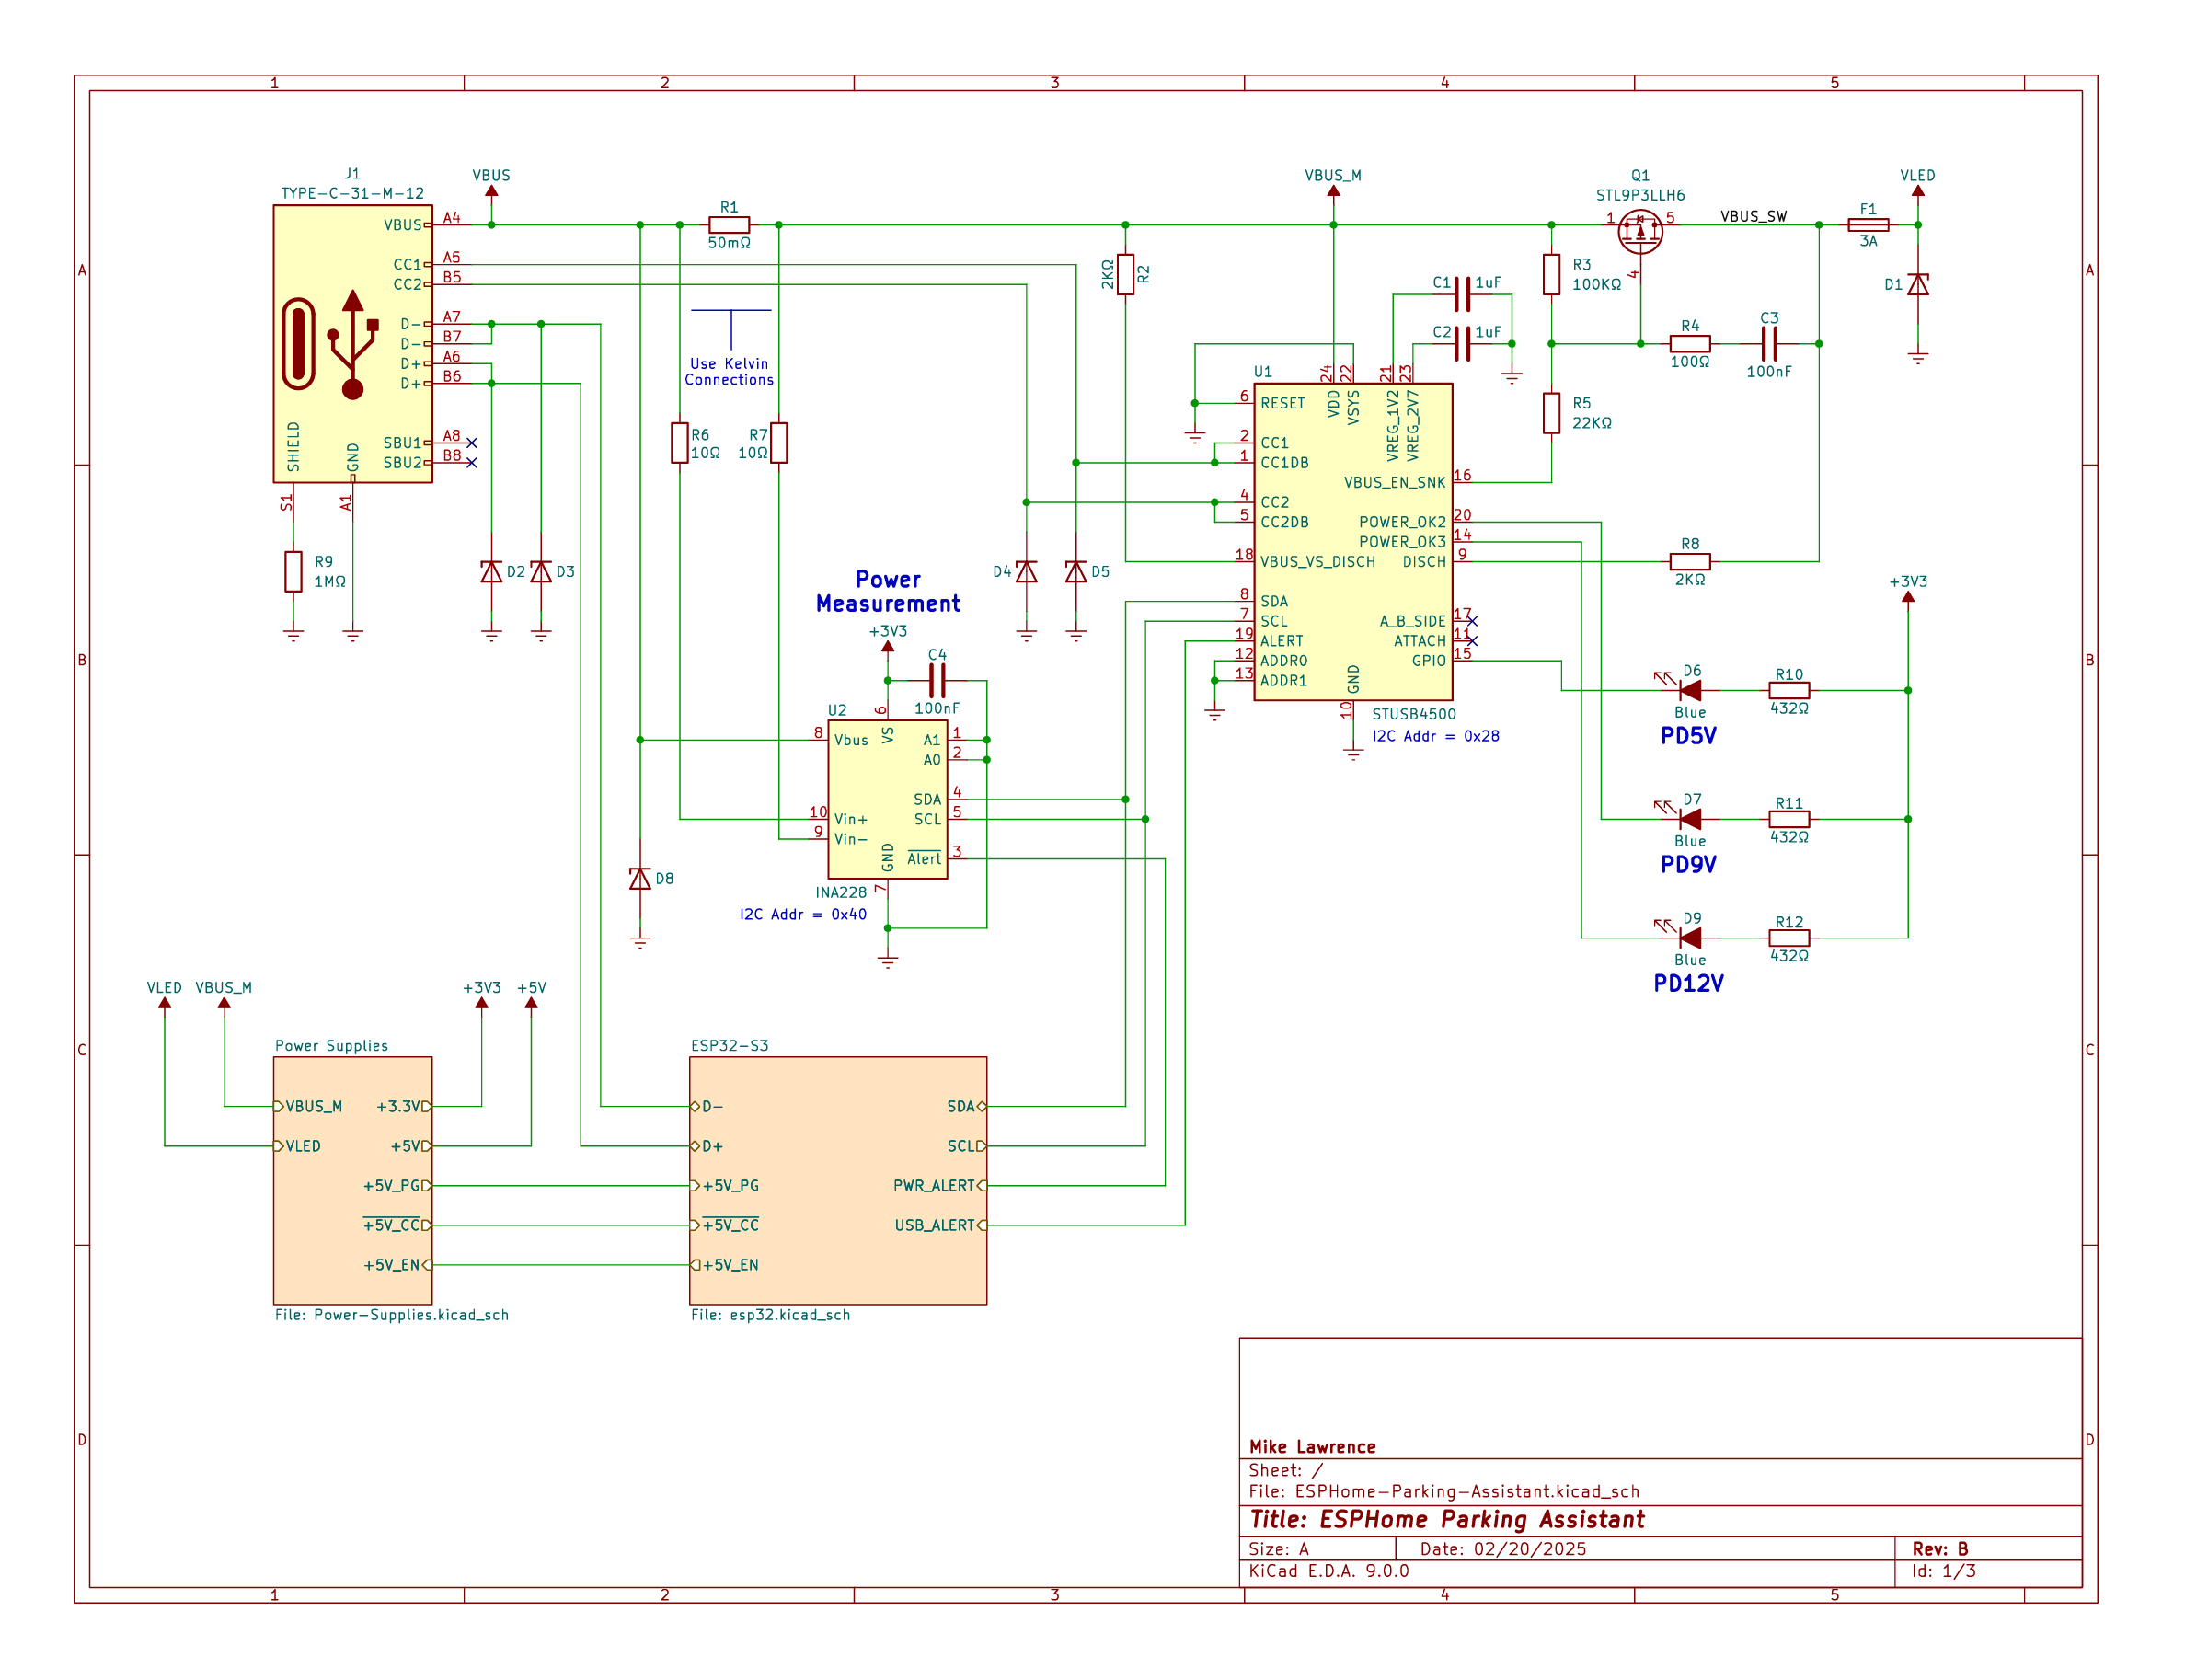 1 2 3 4 5
A
B
C
D
A
B
C
D
1 2 3 4 5
J1
TYPE-C-31-M-12
VBUS A4
CC1 A5
CC2 B5
D- A7
D- B7
D+ A6
D+ B6
SBU1 A8
SBU2 B8
SHIELD
GND
S1
A1
R9
1MΩ
VBUS
R1
50mΩ
Use Kelvin
Connections
R6
10Ω
R7
10Ω
D2
D3
D4
D5
D8
2KΩ
R2
Power
Measurement
+3V3
C4
100nF
U2
6
VS
8 Vbus
10 Vin+
9 Vin-
A1 1
A0 2
SDA 4
SCL 5
Alert 3
GND
7
INA228
I2C Addr = 0x40
VBUS_M
U1
24 22 21 23
VDD
VSYS
VREG_1V2
VREG_2V7
6 RESET
2 CC1
1 CC1DB
4 CC2
5 CC2DB
18 VBUS_VS_DISCH
8 SDA
7 SCL
19 ALERT
12 ADDR0
13 ADDR1
VBUS_EN_SNK 16
POWER_OK2 20
POWER_OK3 14
DISCH 9
A_B_SIDE 17
ATTACH 11
GPIO 15
GND
10
STUSB4500
I2C Addr = 0x28
C1 1uF
C2 1uF
R3
100KΩ
R5
22KΩ
Q1
STL9P3LLH6
1 5
4
VBUS_SW
R4
100Ω
C3
100nF
F1
3A
VLED
D1
R8
2KΩ
+3V3
D6
Blue
PD5V
R10
432Ω
D7
Blue
PD9V
R11
432Ω
D9
Blue
PD12V
R12
432Ω
VLED VBUS_M +3V3 +5V
Power Supplies
VBUS_M +3.3V
VLED +5V
+5V_PG
+5V_CC
+5V_EN
File: Power-Supplies.kicad_sch
ESP32-S3
D- SDA
D+ SCL
+5V_PG PWR_ALERT
+5V_CC USB_ALERT
+5V_EN
File: esp32.kicad_sch
Mike Lawrence
Sheet: /
File: ESPHome-Parking-Assistant.kicad_sch
Title: ESPHome Parking Assistant
Size: A Date: 02/20/2025 Rev: B
KiCad E.D.A. 9.0.0 Id: 1/3